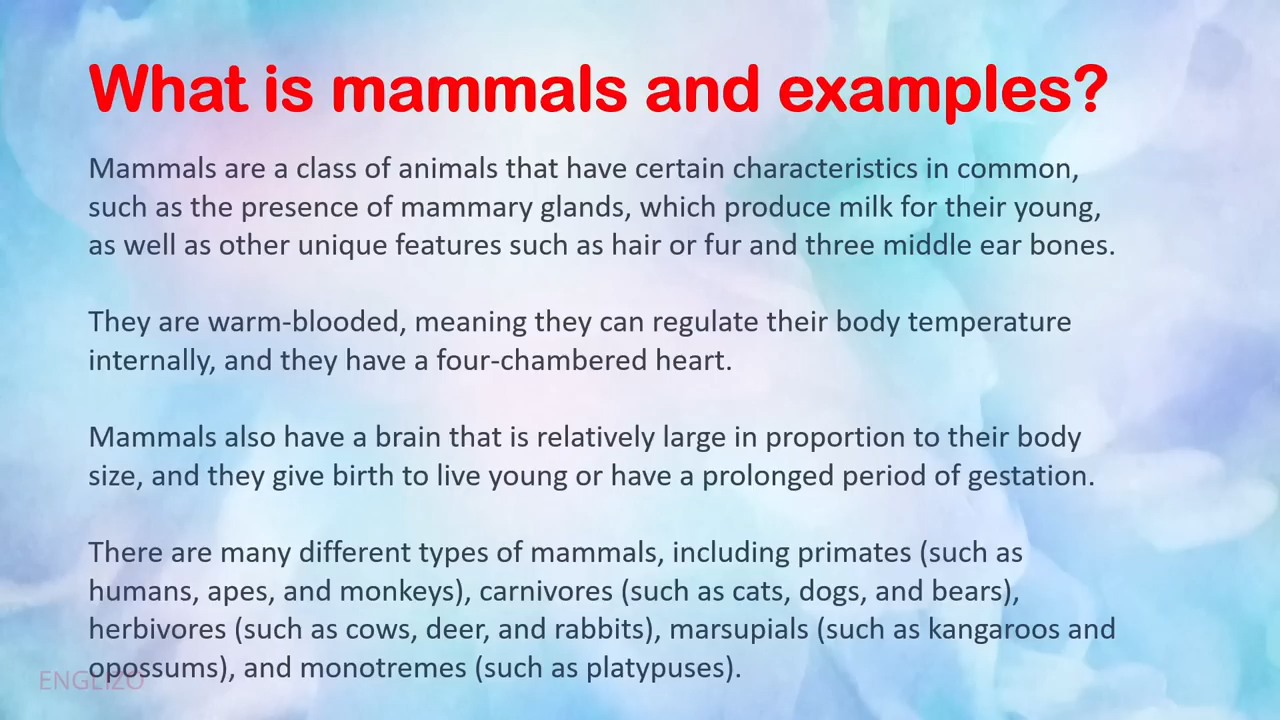 What is mammals and examples?
Mammals are a class of animals that have certain characteristics in common,
such as the presence of mammary glands, which produce milk for their young,
as well as other unique features such as hair or fur and three middle ear bones.
They are warm-blooded, meaning they can regulate their body temperature
internally, and they have a four-chambered heart.
Mammals also have a brain that is relatively large in proportion to their body
size, and they give birth to live young or have a prolonged period of gestation.
There are many different types of mammals, including primates (such as
humans, apes, and monkeys), carnivores (such as cats, dogs, and bears),
herbivores (such as cows, deer, and rabbits), marsupials (such as kangaroos and
opossums), and monotremes (such as platypuses).
ENGLIZO